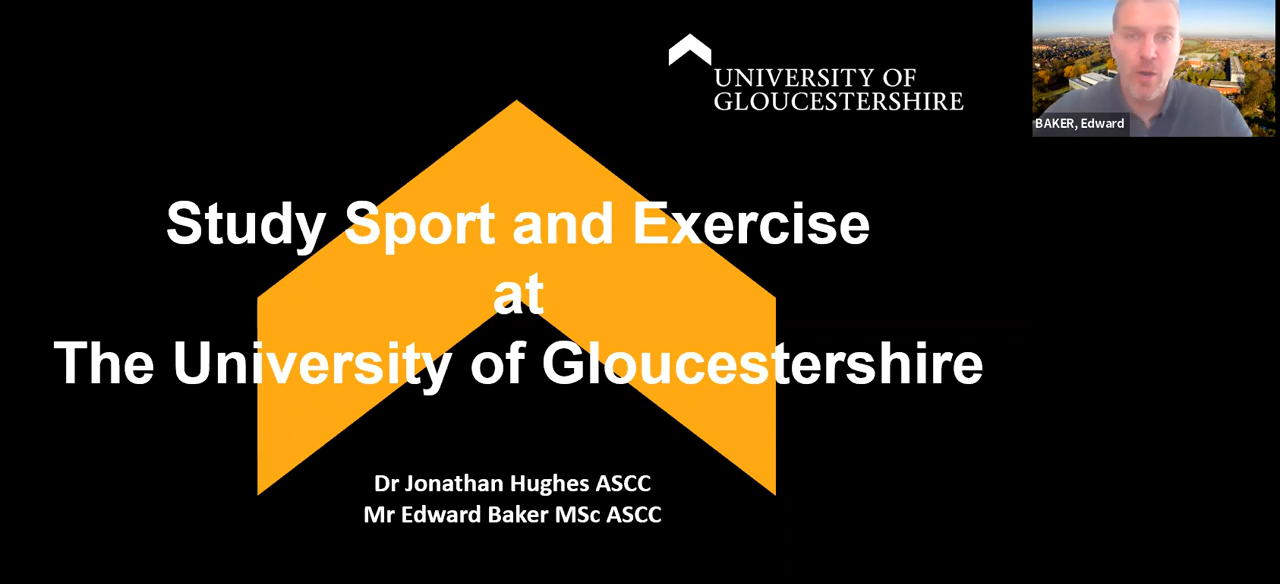 UNIVERSITY OF
GLOUCESTERSHIRE
BAKER, Edward
Study Sport and Exercise
at
The University of Gloucestershire
Dr Jonathan Hughes ASCC
Mr Edward Baker MSc ASCC